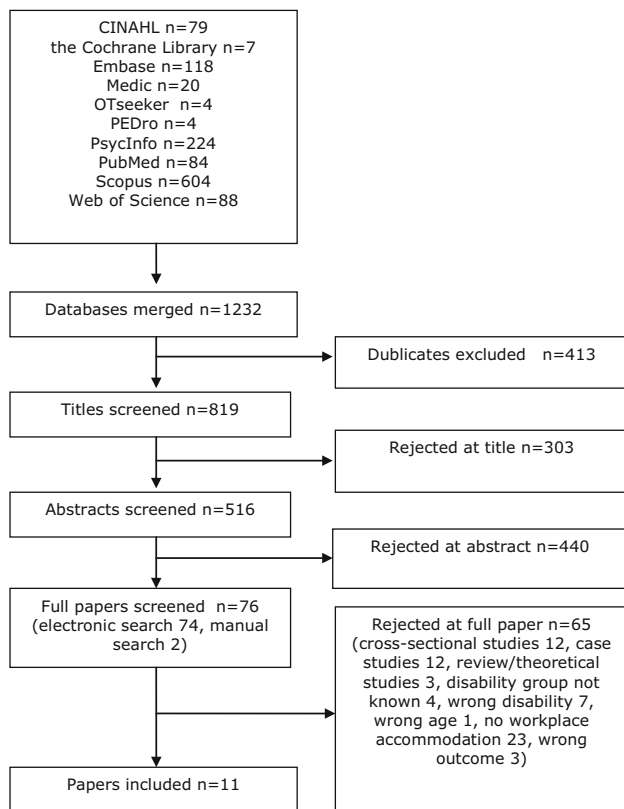 CINAHL n=79
the Cochrane Library n=7
Embase n=118
Medic n=20
OTseeker n=4
PEDro n=4
PsycInfo n=224
PubMed n=84
Scopus n=604
Web of Science n=88
Databases merged n=1232
Dublicates excluded n=413
Titles screened n=819
Rejected at title n=303
Abstracts screened n=516
Rejected at abstract n=440
Full papers screened n=76
(electronic search 74, manual
search 2)
Rejected at full paper n=65
(cross-sectional studies 12, case
studies 12, review/theoretical
studies 3, disability group not
known 4, wrong disability 7,
wrong age 1, no workplace
accommodation 23, wrong
outcome 3)
Papers included n=11